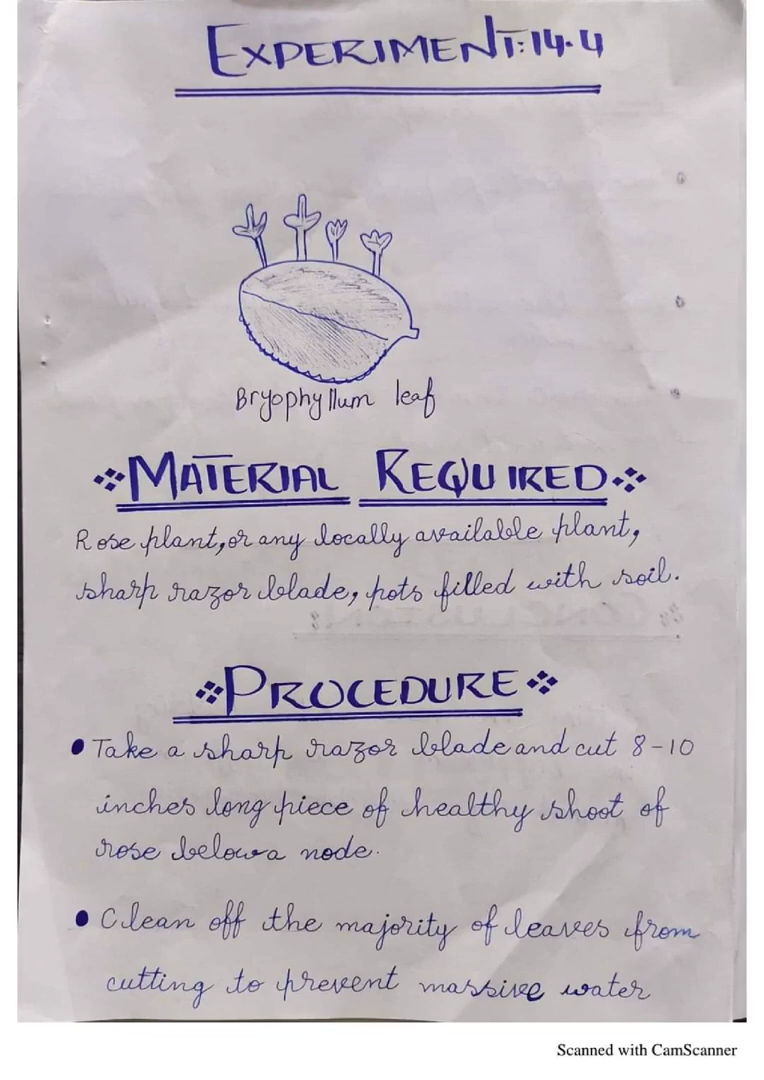 EXPERIMENT: 14.4
Bryophyllum leaf
MATERIAL REQUIRED
Rose plant, or any locally available plant,
sharp razor blade, pots filled with soil.
PROCEDURE
• Take a sharp razor blade and cut 8-10
inches long piece of healthy shoot of
rose below a node.
• Clean off the majority of leaves from
cutting to prevent massive water
Scanned with CamScanner